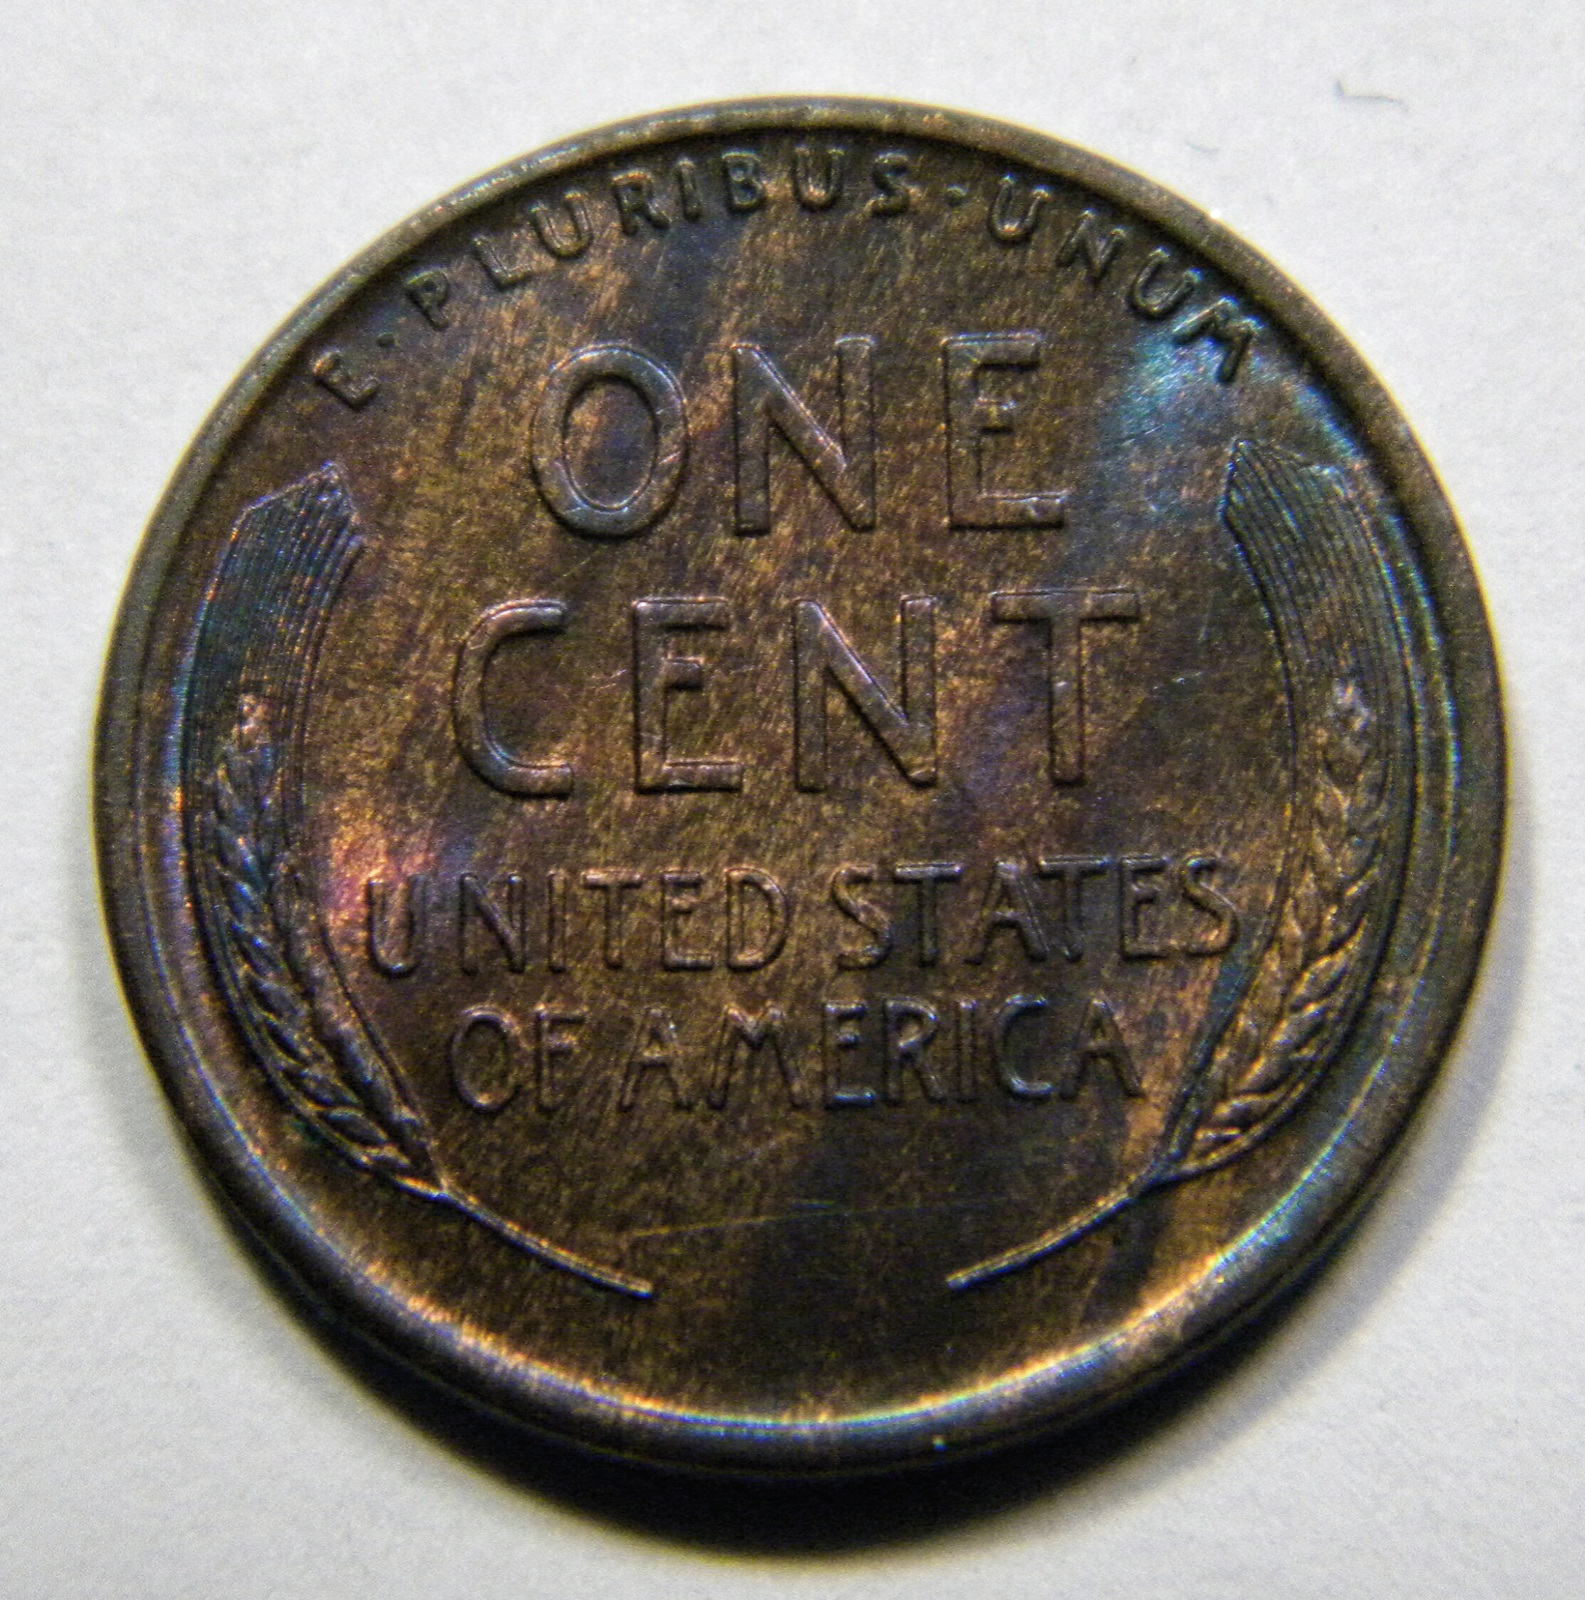 E·PLURIBUS·UNUM
ONE
CENT
UNITED STATES
OF AMERICA